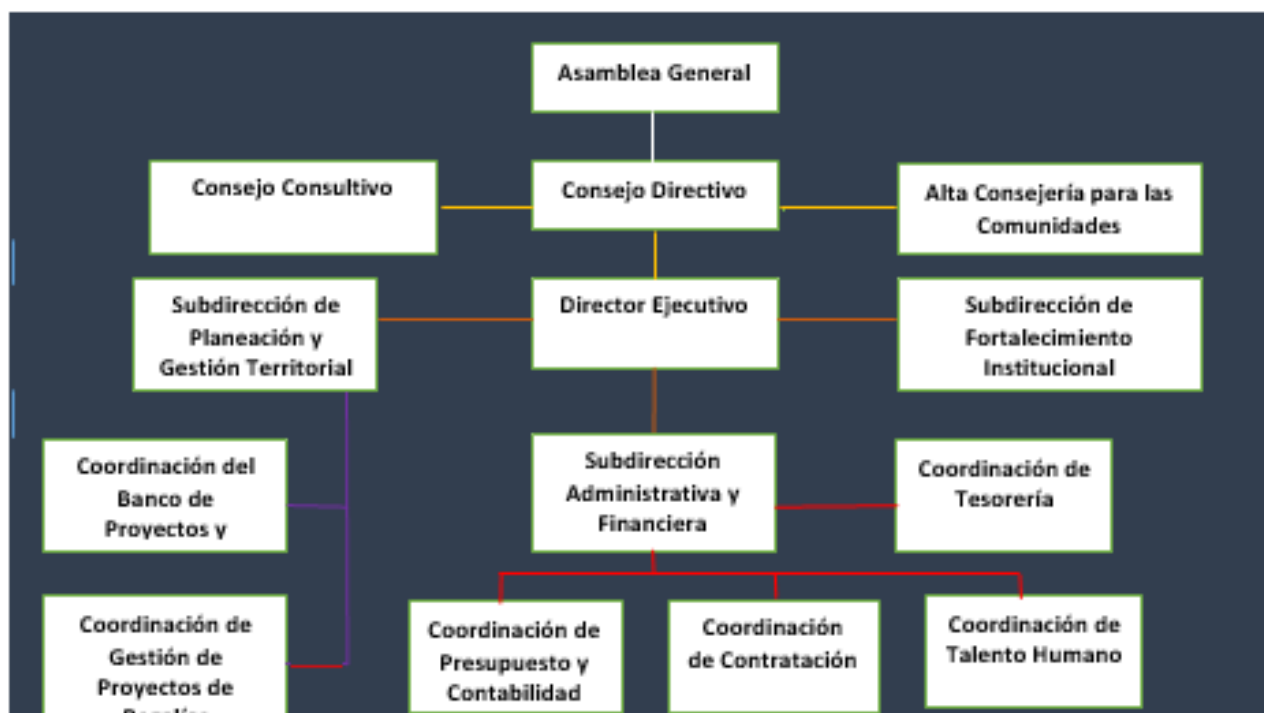 Asamblea General
Consejo Consultivo
Consejo Directivo
Alta Consejería para las
Comunidades
Subdirección de
Planeación y
Gestión Territorial
Director Ejecutivo
Subdirección de
Fortalecimiento
Institucional
Coordinación del
Banco de
Proyectos y
Subdirección
Administrativa y
Financiera
Coordinación de
Tesorería
Coordinación de
Gestión de
Proyectos de
Coordinación de
Presupuesto y
Contabilidad
Coordinación
de Contratación
Coordinación de
Talento Humano